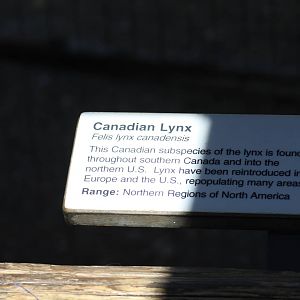 Canadian Lynx
Felis lynx canadensis
This Canadian subspecies of the lynx is found
throughout southern Canada and into the
northern U.S. Lynx have been reintroduced in
Europe and the U.S., repopulating many areas
Range: Northern Regions of North America